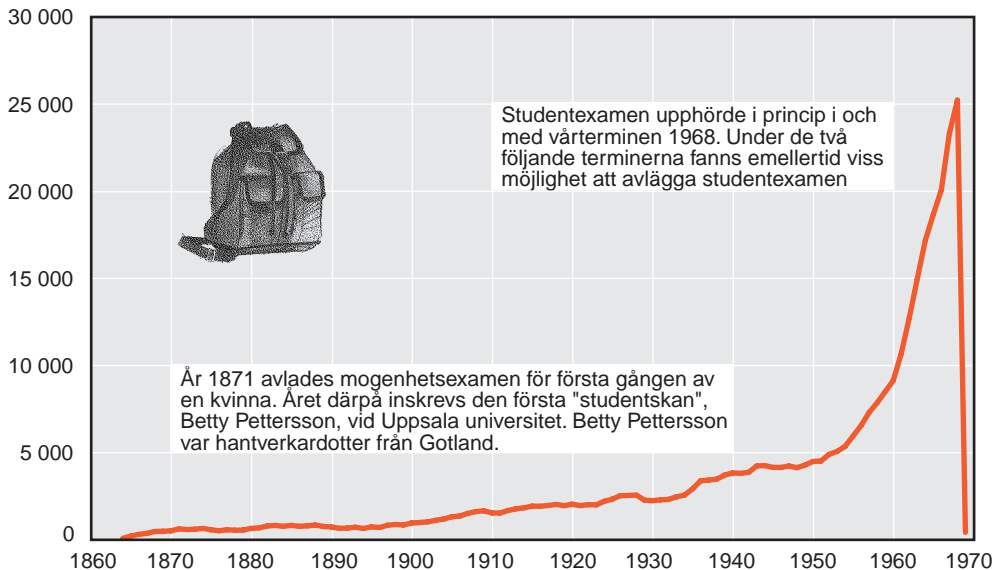 30 000
25 000
Studentexamen upphörde i princip i och
med vårterminen 1968. Under de två
följande terminerna fanns emellertid viss
möjlighet att avlägga studentexamen
20 000
15 000
10 000
År 1871 avlades mogenhetsexamen för första gången av
en kvinna. Året därpå inskrevs den första "studentskan",
Betty Pettersson, vid Uppsala universitet. Betty Pettersson
var hantverkardotter från Gotland.
5 000
0
1860 1870 1880 1890 1900 1910 1920 1930 1940 1950 1960 1970